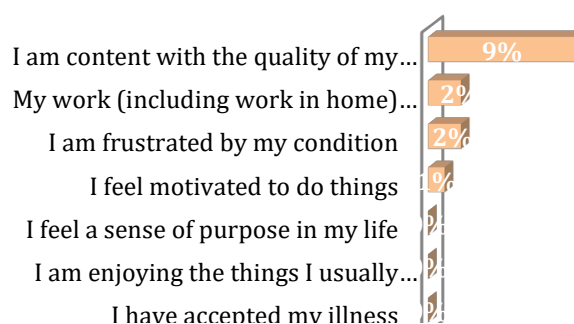 I am content with the quality of my… 9%
My work (including work in home)… 2%
I am frustrated by my condition 2%
I feel motivated to do things 1%
I feel a sense of purpose in my life
I am enjoying the things I usually…
I have accepted my illness